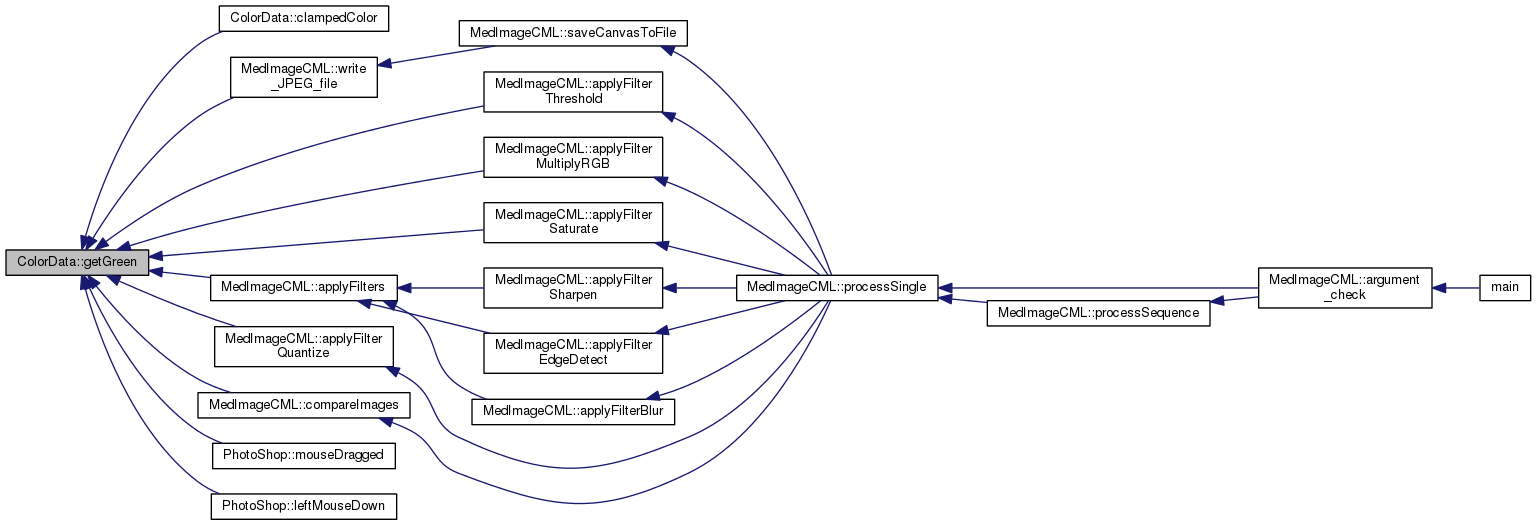 ColorData::getGreen
ColorData::clampedColor
MedImageCML::write
_JPEG_file
MedImageCML::saveCanvasToFile
MedImageCML::applyFilter
Threshold
MedImageCML::applyFilter
MultiplyRGB
MedImageCML::applyFilter
Saturate
MedImageCML::applyFilters
MedImageCML::applyFilter
Sharpen
MedImageCML::applyFilter
EdgeDetect
MedImageCML::applyFilterBlur
MedImageCML::applyFilter
Quantize
MedImageCML::compareImages
PhotoShop::mouseDragged
PhotoShop::leftMouseDown
MedImageCML::processSingle
MedImageCML::processSequence
MedImageCML::argument
_check
main